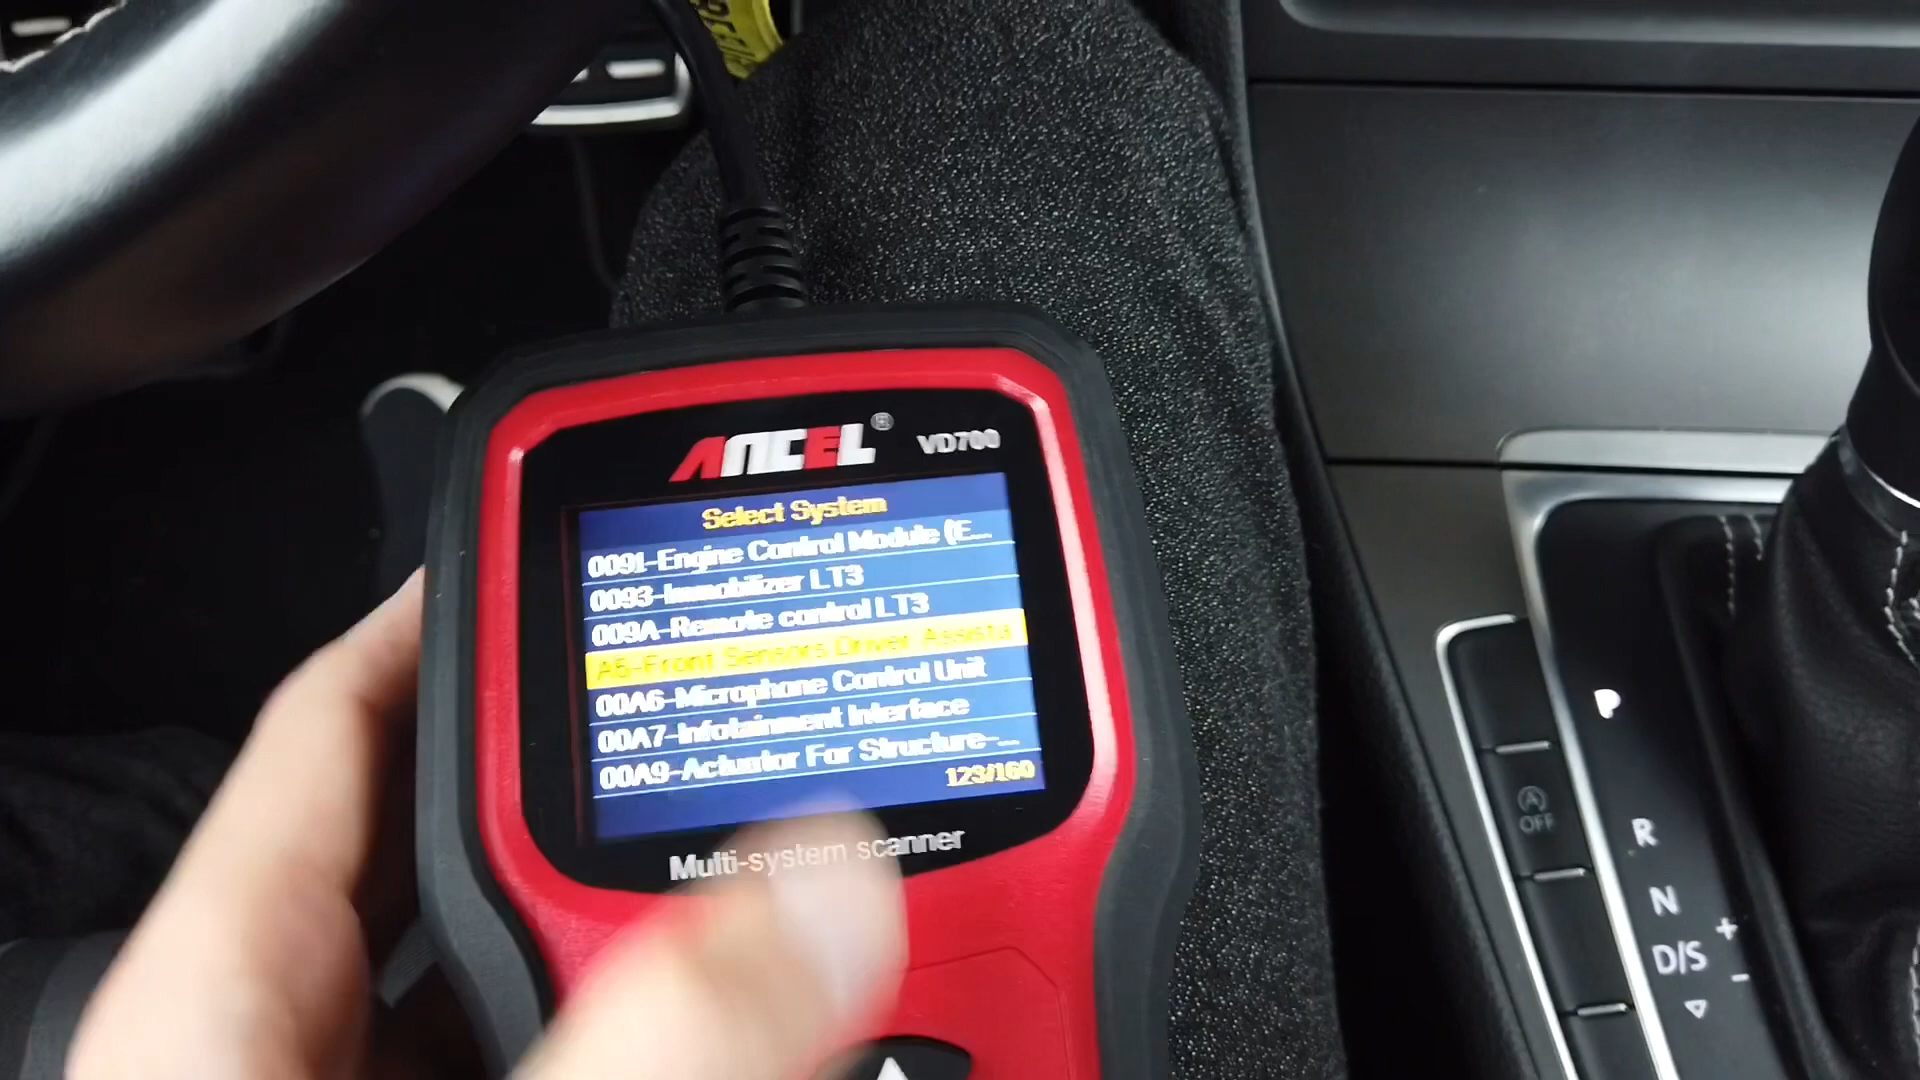 ANCEL® VD700
Select System
0091-Engine Control Module (E...
0093-Immobilizer LT3
009A-Remote control LT3
A5-Front Sensors Driver Assista
00A6-Microphone Control Unit
00A7-Infotainment Interface
00A9-Actuator For Structure-...
123/160
Multi-system scanner
P
A
OFF
R
N
D/S
+
-